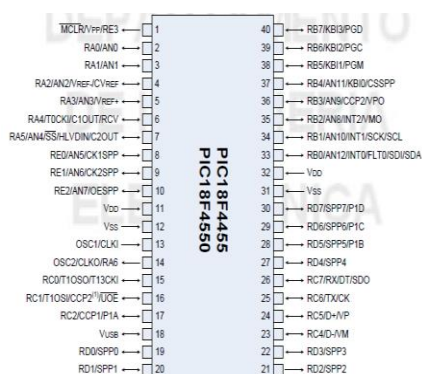 MCLR/VPP/RE3 1
RA0/AN0 2
RA1/AN1 3
RA2/AN2/VREF-/CVREF 4
RA3/AN3/VREF+ 5
RA4/T0CKI/C1OUT/RCV 6
RA5/AN4/SS/HLVDIN/C2OUT 7
RE0/AN5/CK1SPP 8
RE1/AN6/CK2SPP 9
RE2/AN7/OESPP 10
VDD 11
VSS 12
OSC1/CLKI 13
OSC2/CLKO/RA6 14
RC0/T1OSO/T13CKI 15
RC1/T1OSI/CCP2(1)/UOE 16
RC2/CCP1/P1A 17
VUSB 18
RD0/SPP0 19
RD1/SPP1 20
PIC18F4455
PIC18F4550
40 RB7/KBI3/PGD
39 RB6/KBI2/PGC
38 RB5/KBI1/PGM
37 RB4/AN11/KBI0/CSSPP
36 RB3/AN9/CCP2/VPO
35 RB2/AN8/INT2/VMO
34 RB1/AN10/INT1/SCK/SCL
33 RB0/AN12/INT0/FLT0/SDI/SDA
32 VDD
31 VSS
30 RD7/SPP7/P1D
29 RD6/SPP6/P1C
28 RD5/SPP5/P1B
27 RD4/SPP4
26 RC7/RX/DT/SDO
25 RC6/TX/CK
24 RC5/D+/VP
23 RC4/D-/VM
22 RD3/SPP3
21 RD2/SPP2